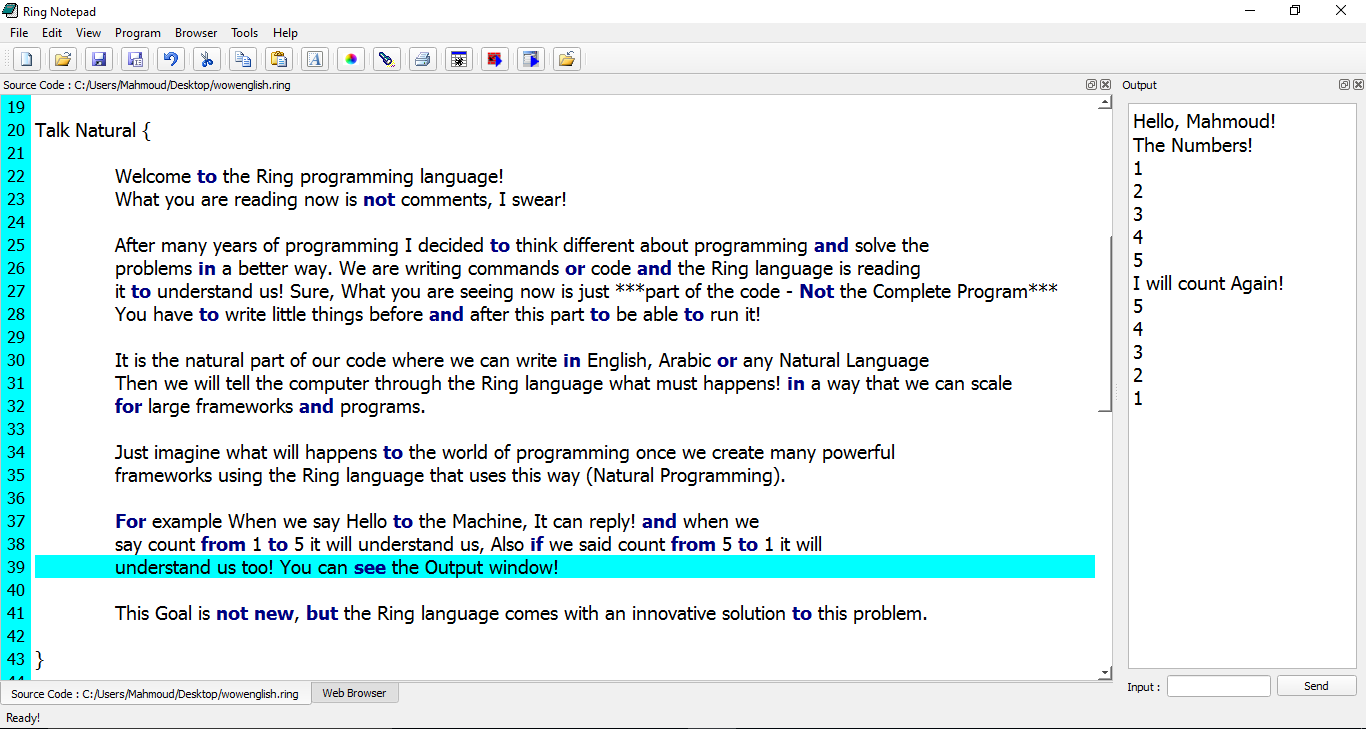 Ring Notepad
File Edit View Program Browser Tools Help
Source Code : C:/Users/Mahmoud/Desktop/wowenglish.ring
19
20 Talk Natural {
21
22 Welcome to the Ring programming language!
23 What you are reading now is not comments, I swear!
24
25 After many years of programming I decided to think different about programming and solve the
26 problems in a better way. We are writing commands or code and the Ring language is reading
27 it to understand us! Sure, What you are seeing now is just ***part of the code - Not the Complete Program***
28 You have to write little things before and after this part to be able to run it!
29
30 It is the natural part of our code where we can write in English, Arabic or any Natural Language
31 Then we will tell the computer through the Ring language what must happens! in a way that we can scale
32 for large frameworks and programs.
33
34 Just imagine what will happens to the world of programming once we create many powerful
35 frameworks using the Ring language that uses this way (Natural Programming).
36
37 For example When we say Hello to the Machine, It can reply! and when we
38 say count from 1 to 5 it will understand us, Also if we said count from 5 to 1 it will
39 understand us too! You can see the Output window!
40
41 This Goal is not new, but the Ring language comes with an innovative solution to this problem.
42
43 }
Source Code : C:/Users/Mahmoud/Desktop/wowenglish.ring Web Browser
Ready!
Output
Hello, Mahmoud!
The Numbers!
1
2
3
4
5
I will count Again!
5
4
3
2
1
Input : Send